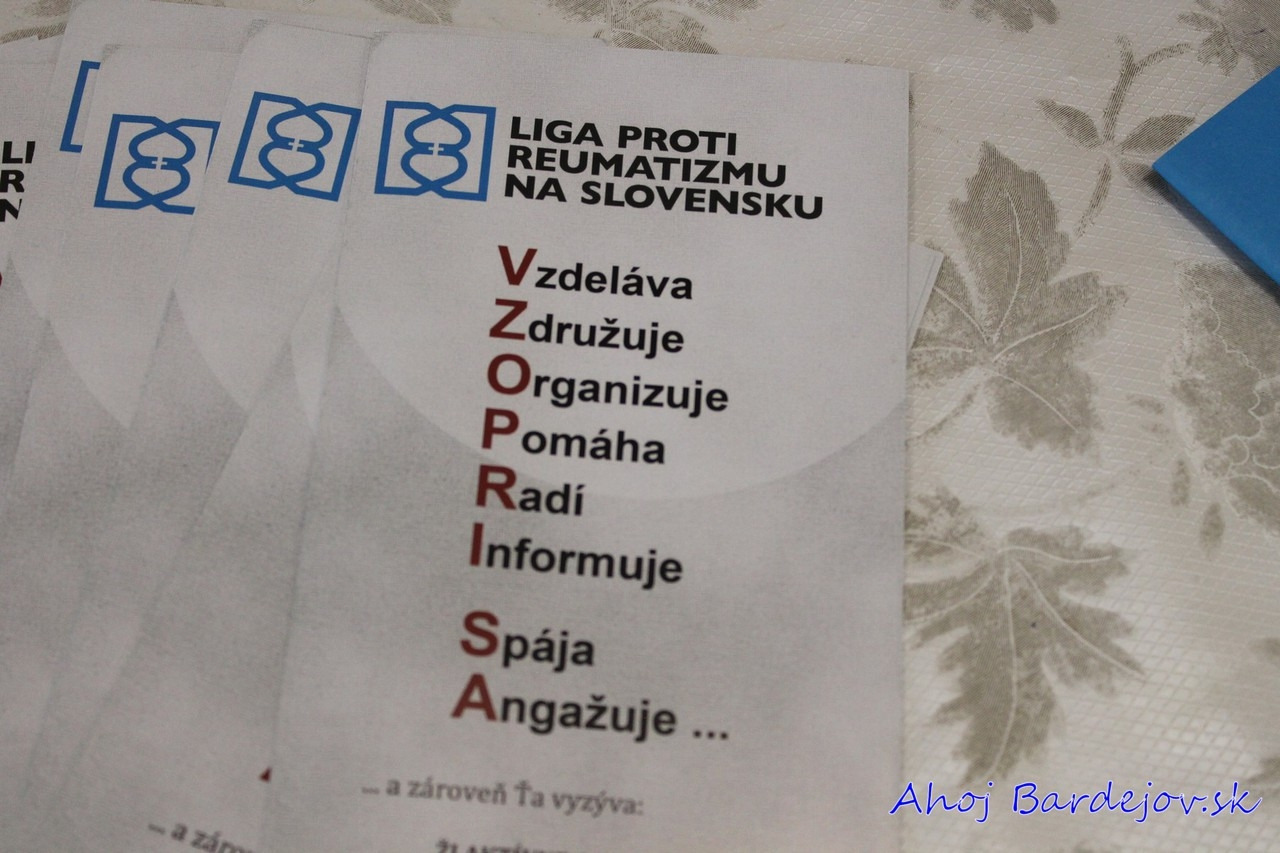 LIGA PROTI
REUMATIZMU
NA SLOVENSKU
Vzdeláva
Združuje
Organizuje
Pomáha
Radí
Informuje
Spája
Angažuje ...
... a zároveň Ťa vyzýva:
... a
LI
R
N
Ahoj Bardejov.sk